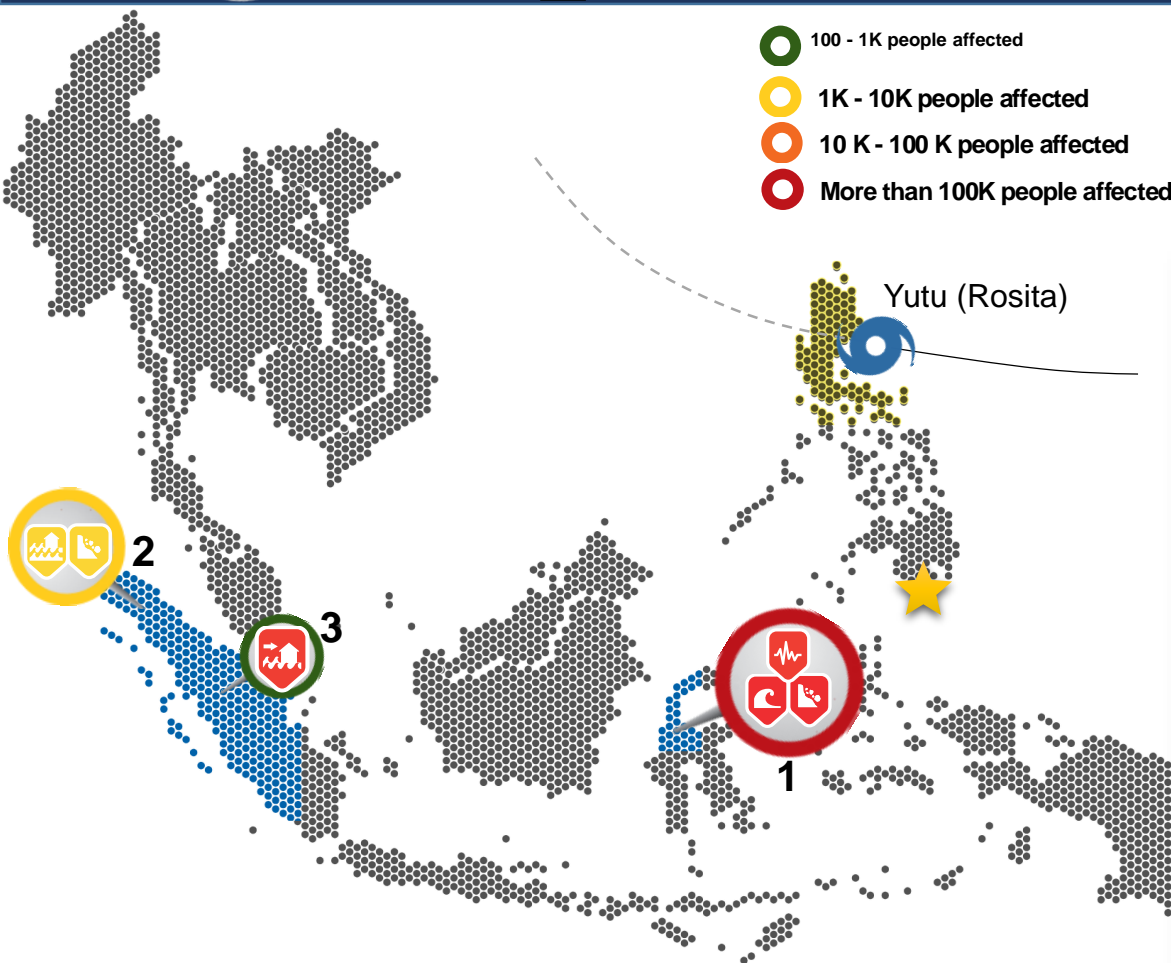 100 - 1K people affected
1K - 10K people affected
10 K - 100 K people affected
More than 100K people affected
Yutu (Rosita)
2
3
1